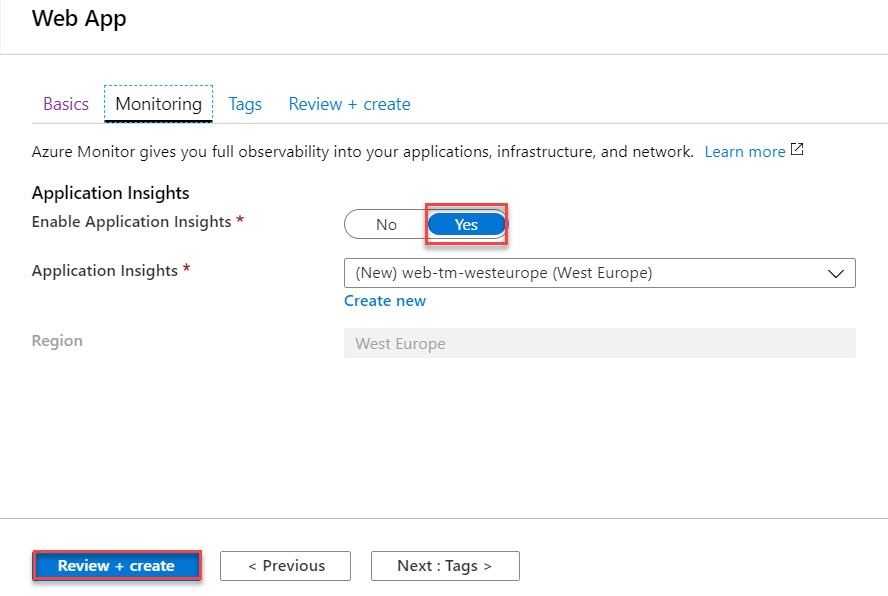 Web App
Basics Monitoring Tags Review + create
Azure Monitor gives you full observability into your applications, infrastructure, and network. Learn more
Application Insights
Enable Application Insights * No Yes
Application Insights * (New) web-tm-westeurope (West Europe)
Create new
Region West Europe
Review + create < Previous Next : Tags >